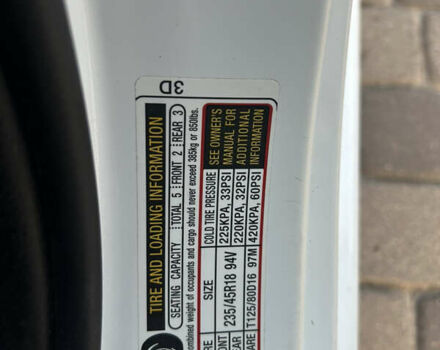 3D
TIRE AND LOADING INFORMATION
SEATING CAPACITY TOTAL 5 FRONT 2 REAR 3
combined weight of occupants and cargo should never exceed 385kg or 850lbs.
SIZE COLD TIRE PRESSURE
235/45R18 94V 225KPA, 33PSI
220KPA, 32PSI
T125/80D16 97M 420KPA, 60PSI
SEE OWNER'S
MANUAL FOR
ADDITIONAL
INFORMATION